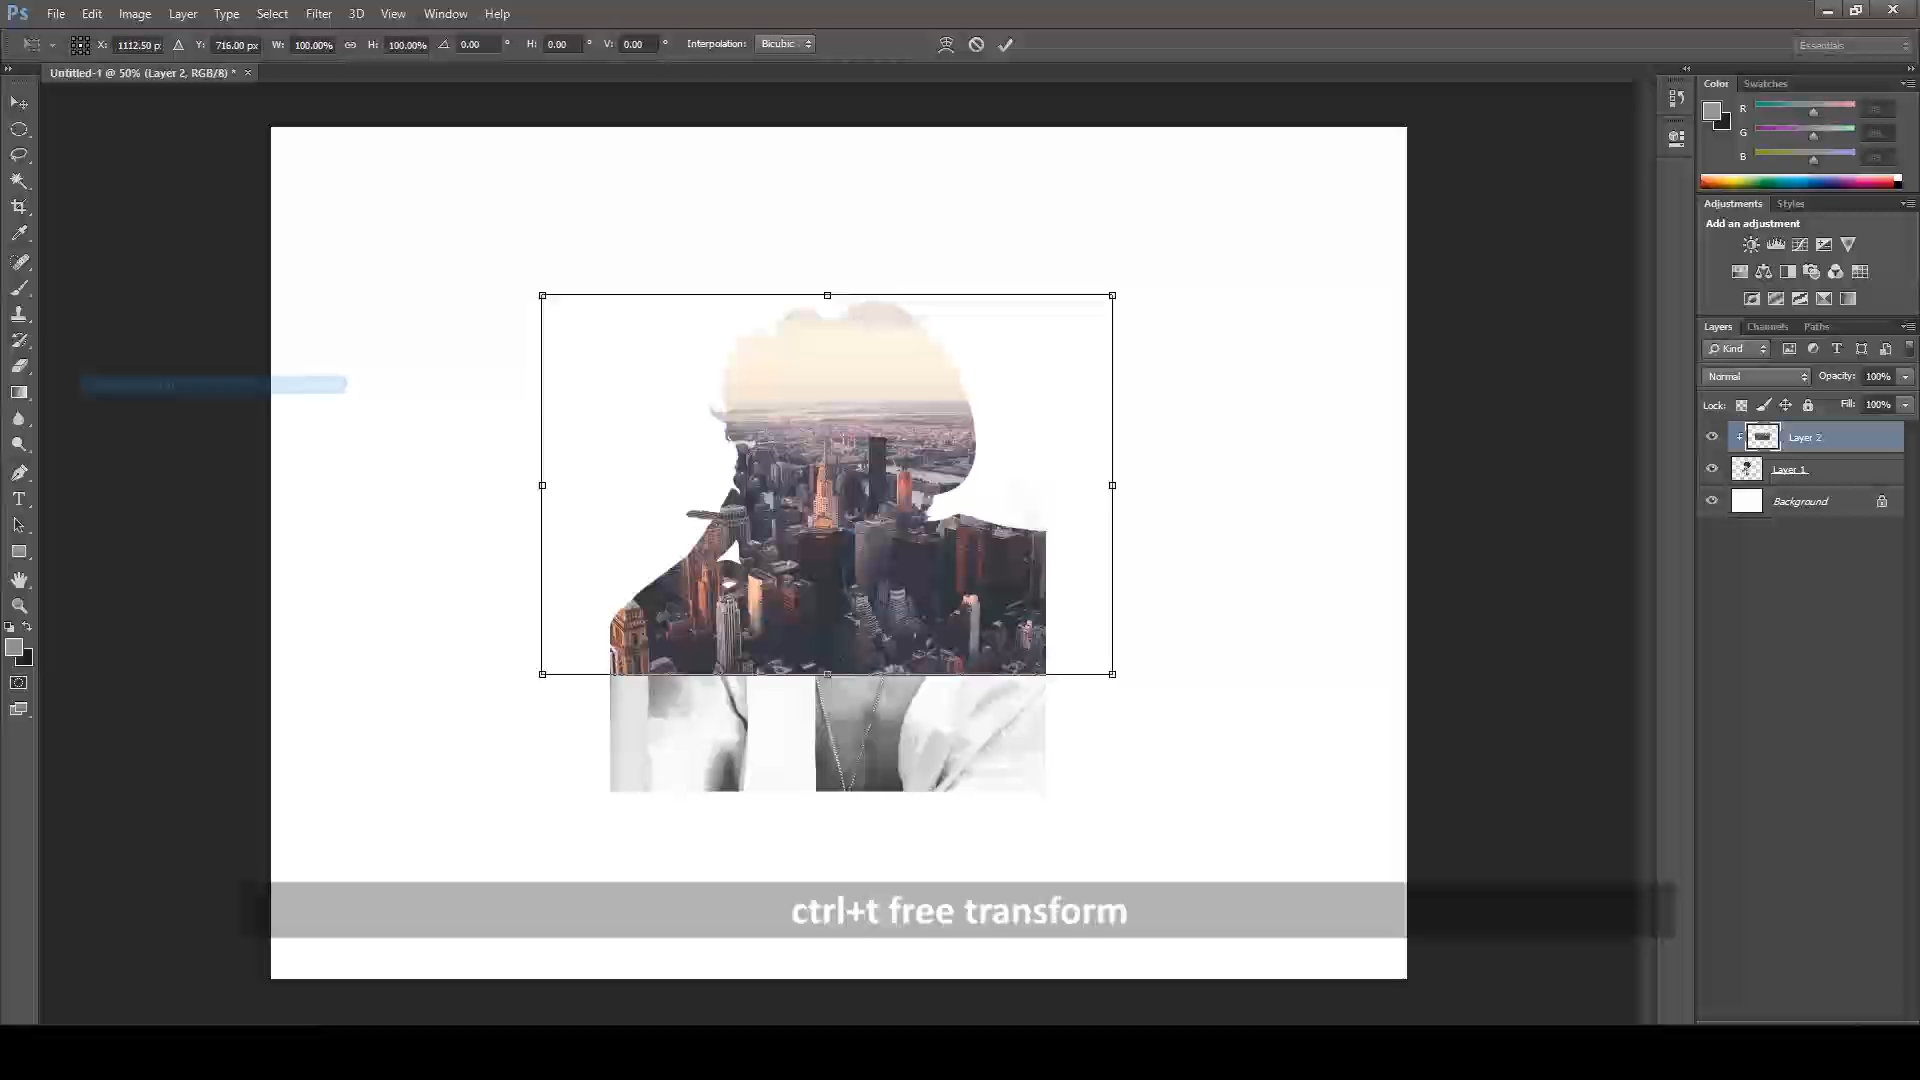 Ps File Edit Image Layer Type Select Filter 3D View Window Help
X: 1112.50 p Y: 716.00 px W: 100.00% H: 100.00% 0.00 ° H: 0.00 ° V: 0.00 ° Interpolation: Bicubic Essentials
Untitled-1 @ 50% (Layer 2, RGB/8) * ×
Color Swatches
R
G
B
Adjustments Styles
Add an adjustment
Layers Channels Paths
Kind
Normal Opacity: 100%
Lock: Fill: 100%
Layer 2
Layer 1
Background
ctrl+t free transform